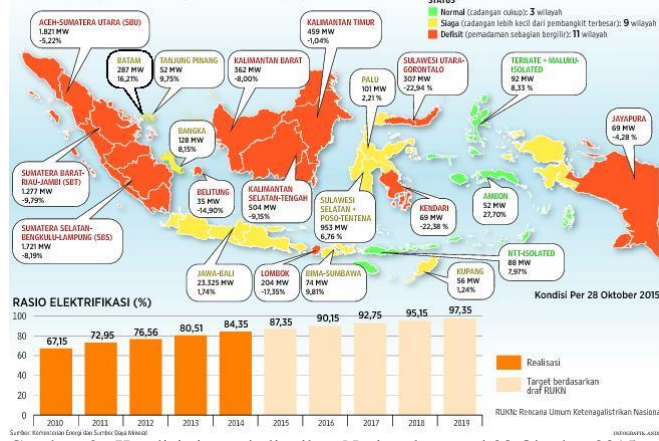 STATUS
Normal (cadangan cukup): 3 wilayah
Siaga (cadangan lebih kecil dari pembangkit terbesar): 9 wilayah
Defisit (pemadaman sebagian bergilir): 11 wilayah
ACEH-SUMATERA UTARA (SBU)
1.821 MW
-5,22%
BATAM
287 MW
16,21%
TANJUNG PINANG
52 MW
9,75%
KALIMANTAN BARAT
362 MW
-8,00%
KALIMANTAN TIMUR
459 MW
-1,04%
PALU
101 MW
2,21 %
SULAWESI UTARA-
GORONTALO
307 MW
-22,94 %
TERNATE + MALUKU-
ISOLATED
92 MW
8,33 %
JAYAPURA
69 MW
-4,28 %
BANGKA
128 MW
8,15%
SUMATERA BARAT-
RIAU-JAMBI (SBT)
1.277 MW
-9,79%
BELITUNG
35 MW
-14,90%
KALIMANTAN
SELATAN-TENGAH
504 MW
-9,15%
SULAWESI
SELATAN +
POSO-TENTENA
953 MW
6,76 %
KENDARI
69 MW
-22,38 %
AMBON
52 MW
27,70%
SUMATERA SELATAN-
BENGKULU-LAMPUNG (SBS)
1.721 MW
-8,19%
JAWA-BALI
23.325 MW
1,74%
LOMBOK
204 MW
-17,35%
BIMA-SUMBAWA
74 MW
9,81%
KUPANG
56 MW
1,24%
NTT-ISOLATED
88 MW
7,97%
Kondisi Per 28 Oktober 2015
RASIO ELEKTRIFIKASI (%)
100
80
60
40
20
0
67,15
72,95
76,56
80,51
84,35
87,35
90,15
92,75
95,15
97,35
2010
2011
2012
2013
2014
2015
2016
2017
2018
2019
Realisasi
Target berdasarkan
draf RUKN
RUKN: Rencana Umum Ketenagalistrikan Nasiona
Sumber: Kementerian Energi dan Sumber Daya Mineral
INFOGRAFIK: ANDR